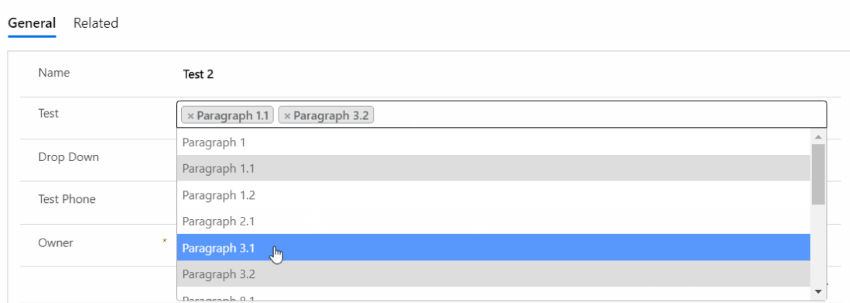 General Related
Name Test 2
Test × Paragraph 1.1 × Paragraph 3.2
Paragraph 1
Drop Down Paragraph 1.1
Paragraph 1.2
Test Phone Paragraph 2.1
Owner * Paragraph 3.1
Paragraph 3.2
Paragraph